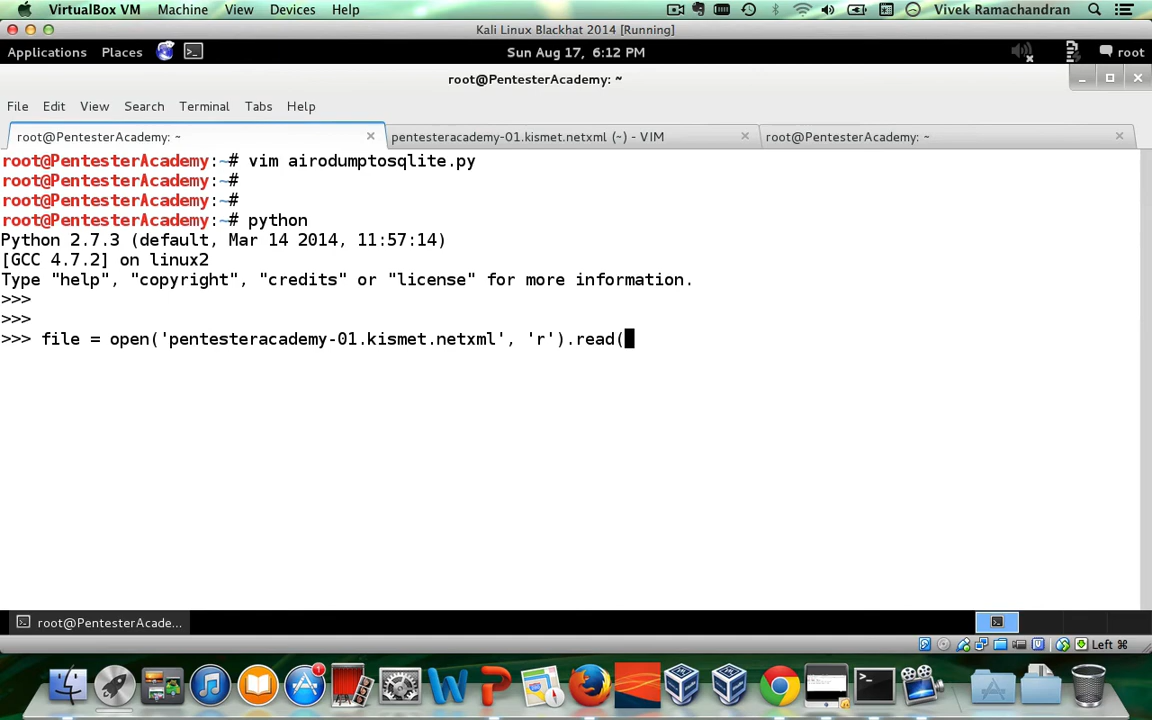 VirtualBox VM Machine View Devices Help Vivek Ramachandran
Kali Linux Blackhat 2014 [Running]
Applications Places Sun Aug 17, 6:12 PM root
root@PentesterAcademy: ~
File Edit View Search Terminal Tabs Help
root@PentesterAcademy: ~ pentesteracademy-01.kismet.netxml (~) - VIM root@PentesterAcademy: ~
root@PentesterAcademy:~# vim airodumptosqlite.py
root@PentesterAcademy:~#
root@PentesterAcademy:~#
root@PentesterAcademy:~# python
Python 2.7.3 (default, Mar 14 2014, 11:57:14)
[GCC 4.7.2] on linux2
Type "help", "copyright", "credits" or "license" for more information.
>>>
>>>
>>> file = open('pentesteracademy-01.kismet.netxml', 'r').read(
root@PentesterAcade...
Left ⌘